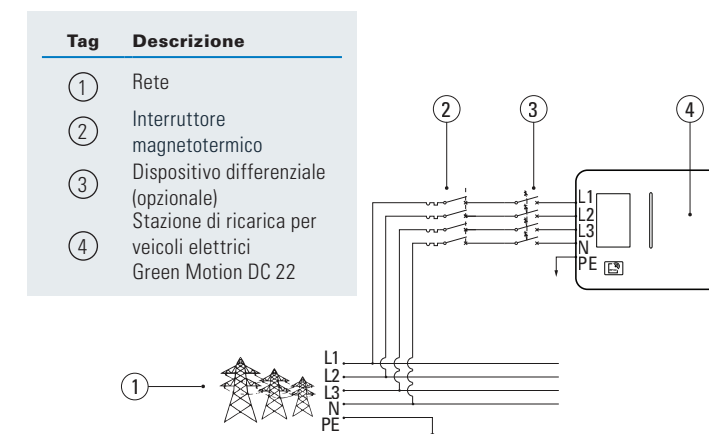 Tag Descrizione
1 Rete
2 Interruttore
magnetotermico
3 Dispositivo differenziale
(opzionale)
4 Stazione di ricarica per
veicoli elettrici
Green Motion DC 22
2 3 4
L1
L2
L3
N
PE
1
L1
L2
L3
N
PE